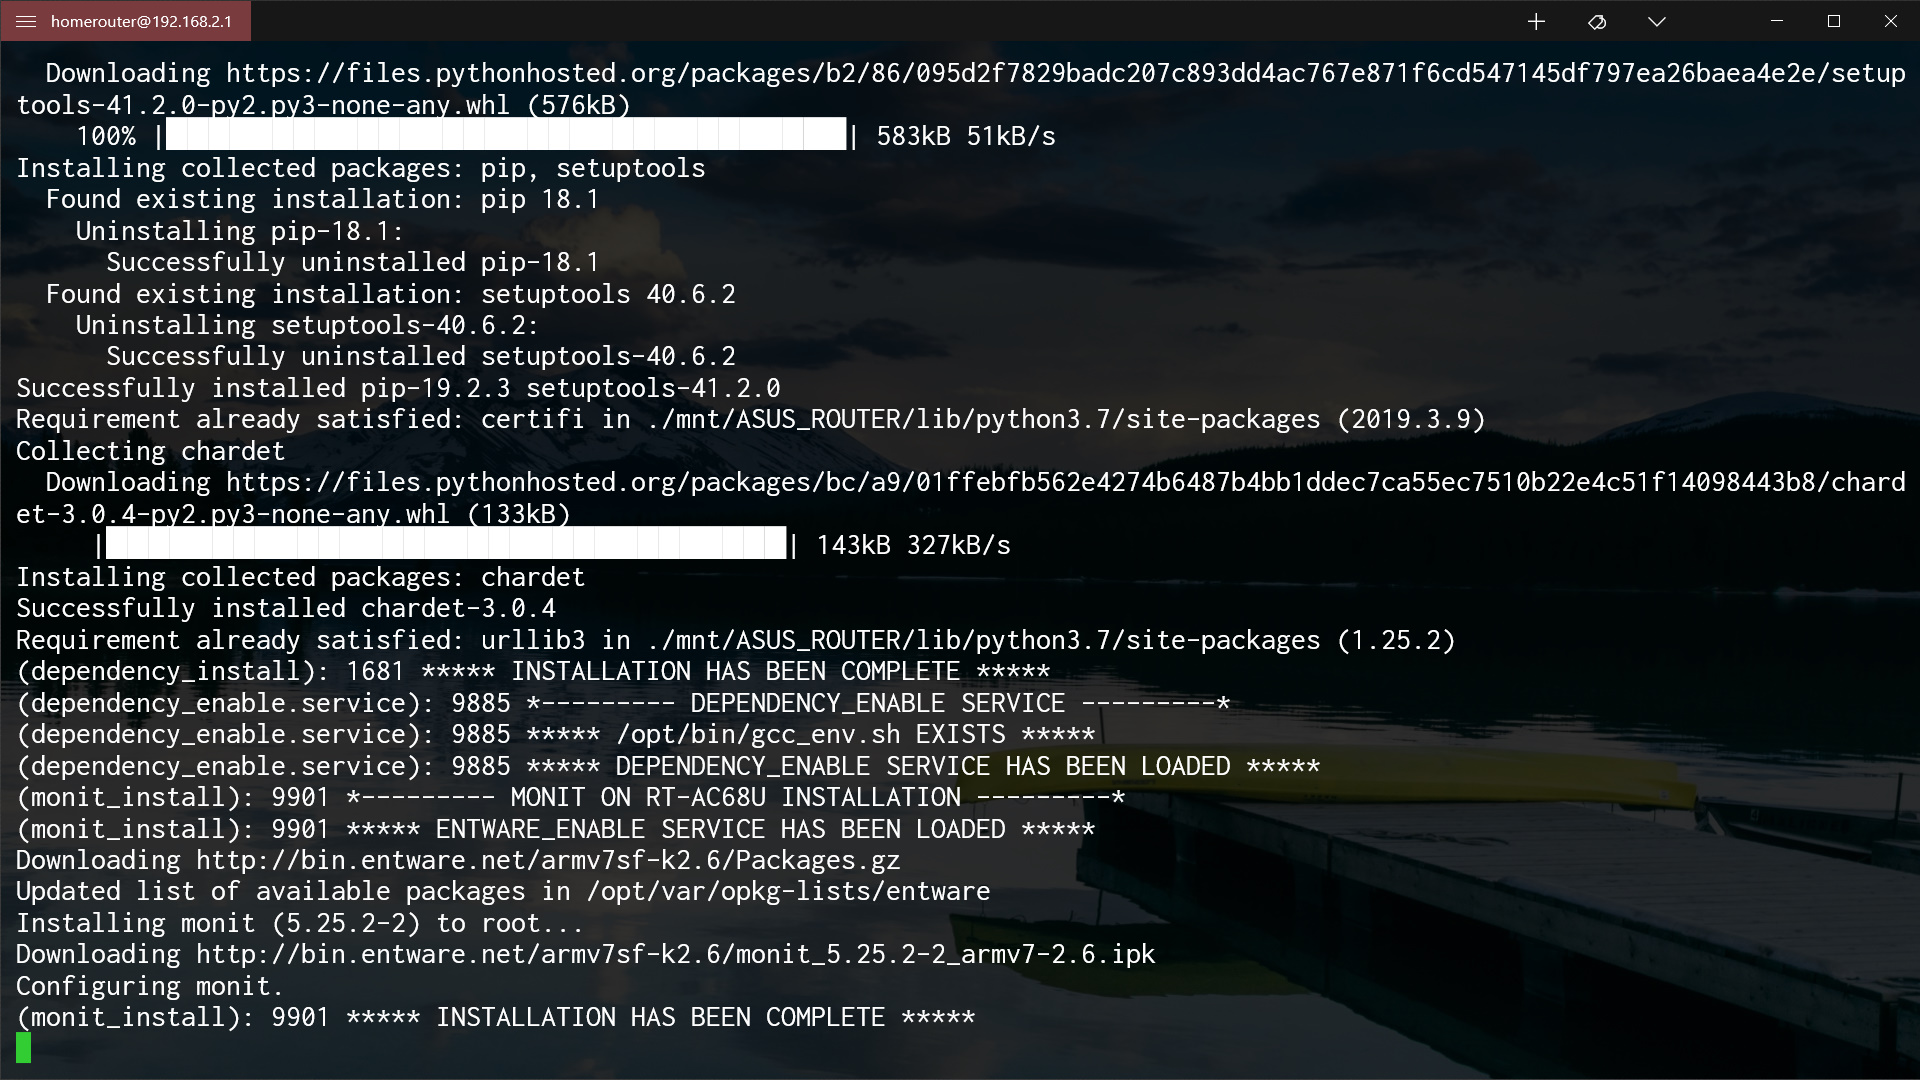 homerouter@192.168.2.1
Downloading https://files.pythonhosted.org/packages/b2/86/095d2f7829badc207c893dd4ac767e871f6cd547145df797ea26baea4e2e/setup
tools-41.2.0-py2.py3-none-any.whl (576kB)
100% |████████████████████████████████| 583kB 51kB/s
Installing collected packages: pip, setuptools
Found existing installation: pip 18.1
Uninstalling pip-18.1:
Successfully uninstalled pip-18.1
Found existing installation: setuptools 40.6.2
Uninstalling setuptools-40.6.2:
Successfully uninstalled setuptools-40.6.2
Successfully installed pip-19.2.3 setuptools-41.2.0
Requirement already satisfied: certifi in ./mnt/ASUS_ROUTER/lib/python3.7/site-packages (2019.3.9)
Collecting chardet
Downloading https://files.pythonhosted.org/packages/bc/a9/01ffebfb562e4274b6487b4bb1ddec7ca55ec7510b22e4c51f14098443b8/chard
et-3.0.4-py2.py3-none-any.whl (133kB)
|████████████████████████████████| 143kB 327kB/s
Installing collected packages: chardet
Successfully installed chardet-3.0.4
Requirement already satisfied: urllib3 in ./mnt/ASUS_ROUTER/lib/python3.7/site-packages (1.25.2)
(dependency_install): 1681 ***** INSTALLATION HAS BEEN COMPLETE *****
(dependency_enable.service): 9885 *--------- DEPENDENCY_ENABLE SERVICE ---------*
(dependency_enable.service): 9885 ***** /opt/bin/gcc_env.sh EXISTS *****
(dependency_enable.service): 9885 ***** DEPENDENCY_ENABLE SERVICE HAS BEEN LOADED *****
(monit_install): 9901 *--------- MONIT ON RT-AC68U INSTALLATION ---------*
(monit_install): 9901 ***** ENTWARE_ENABLE SERVICE HAS BEEN LOADED *****
Downloading http://bin.entware.net/armv7sf-k2.6/Packages.gz
Updated list of available packages in /opt/var/opkg-lists/entware
Installing monit (5.25.2-2) to root...
Downloading http://bin.entware.net/armv7sf-k2.6/monit_5.25.2-2_armv7-2.6.ipk
Configuring monit.
(monit_install): 9901 ***** INSTALLATION HAS BEEN COMPLETE *****